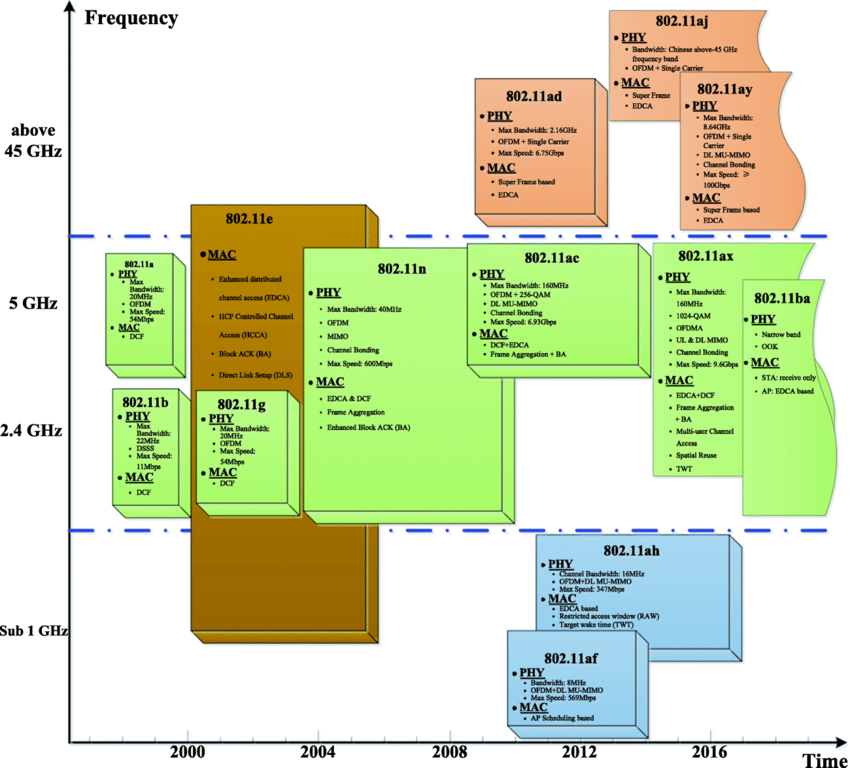 Frequency
above
45 GHz
5 GHz
2.4 GHz
Sub 1 GHz
802.11aj
PHY
Bandwidth: Chinese above-45 GHz
frequency band
OFDM + Single Carrier
MAC
Super Frame
EDCA
802.11ad
PHY
Max Bandwidth: 2.16GHz
OFDM + Single Carrier
Max Speed: 6.75Gbps
MAC
Super Frame based
EDCA
802.11ay
PHY
Max Bandwidth:
8.64GHz
OFDM + Single
Carrier
DL MU-MIMO
Channel Bonding
Max Speed: ≥
100Gbps
MAC
Super Frame based
EDCA
802.11e
MAC
Enhanced distributed
channel access (EDCA)
HCF Controlled Channel
Access (HCCA)
Block ACK (BA)
Direct Link Setup (DLS)
802.11a
PHY
Max
Bandwidth:
20MHz
OFDM
Max Speed:
54Mbps
MAC
DCF
802.11b
PHY
Max
Bandwidth:
22MHz
DSSS
Max Speed:
11Mbps
MAC
DCF
802.11g
PHY
Max
Bandwidth:
20MHz
OFDM
Max Speed:
54Mbps
MAC
DCF
802.11n
PHY
Max Bandwidth: 40MHz
OFDM
MIMO
Channel Bonding
Max Speed: 600Mbps
MAC
EDCA & DCF
Frame Aggregation
Enhanced Block ACK (BA)
802.11ac
PHY
Max Bandwidth: 160MHz
OFDM + 256-QAM
DL MU-MIMO
Channel Bonding
Max Speed: 6.93Gbps
MAC
DCF+EDCA
Frame Aggregation + BA
802.11ax
PHY
Max Bandwidth:
160MHz
1024-QAM
OFDMA
UL & DL MIMO
Channel Bonding
Max Speed: 9.6Gbps
MAC
EDCA+DCF
Frame Aggregation
+ BA
Multi-user Channel
Access
Spatial Reuse
TWT
802.11ba
PHY
Narrow band
OOK
MAC
STA: receive only
AP: EDCA based
802.11ah
PHY
Channel Bandwidth: 16MHz
OFDM+DL MU-MIMO
Max Speed: 347Mbps
MAC
EDCA based
Restricted access window (RAW)
Target wake time (TWT)
802.11af
PHY
Bandwidth: 8MHz
OFDM+DL MU-MIMO
Max Speed: 569Mbps
MAC
AP Scheduling based
2000
2004
2008
2012
2016
Time